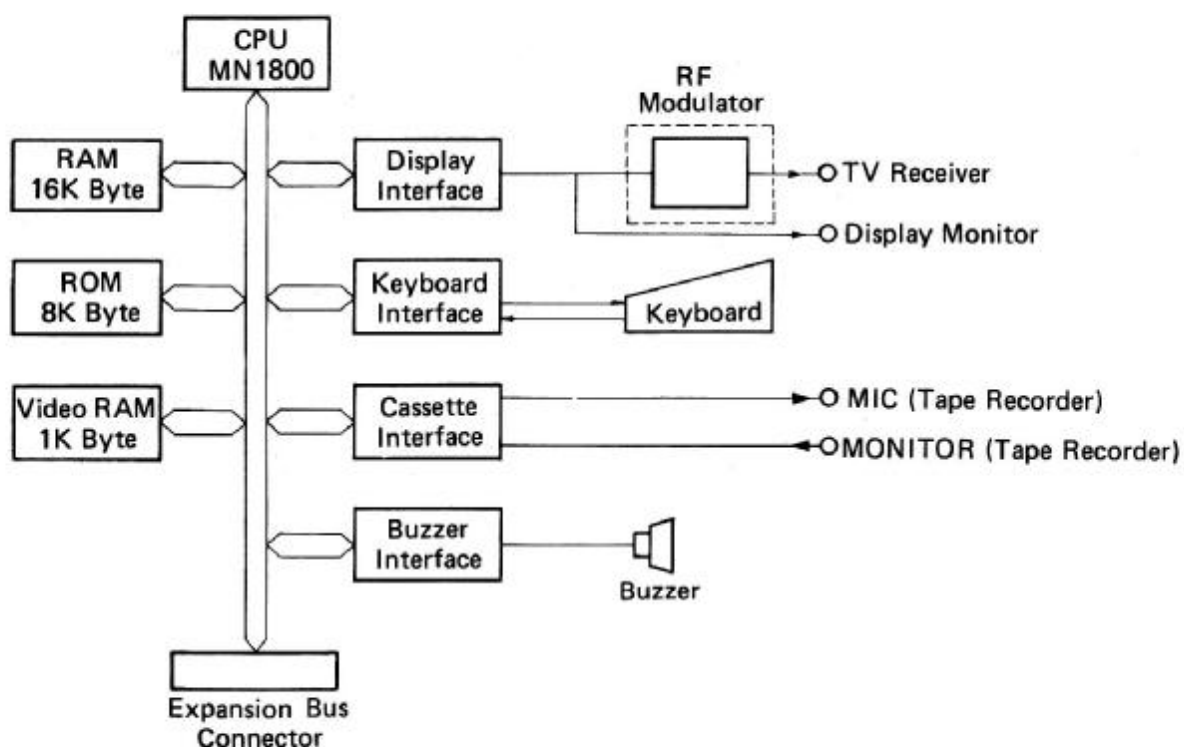 CPU
MN1800
RF
Modulator
RAM
16K Byte
Display
Interface
TV Receiver
Display Monitor
ROM
8K Byte
Keyboard
Interface
Keyboard
Video RAM
1K Byte
Cassette
Interface
MIC (Tape Recorder)
MONITOR (Tape Recorder)
Buzzer
Interface
Buzzer
Expansion Bus
Connector